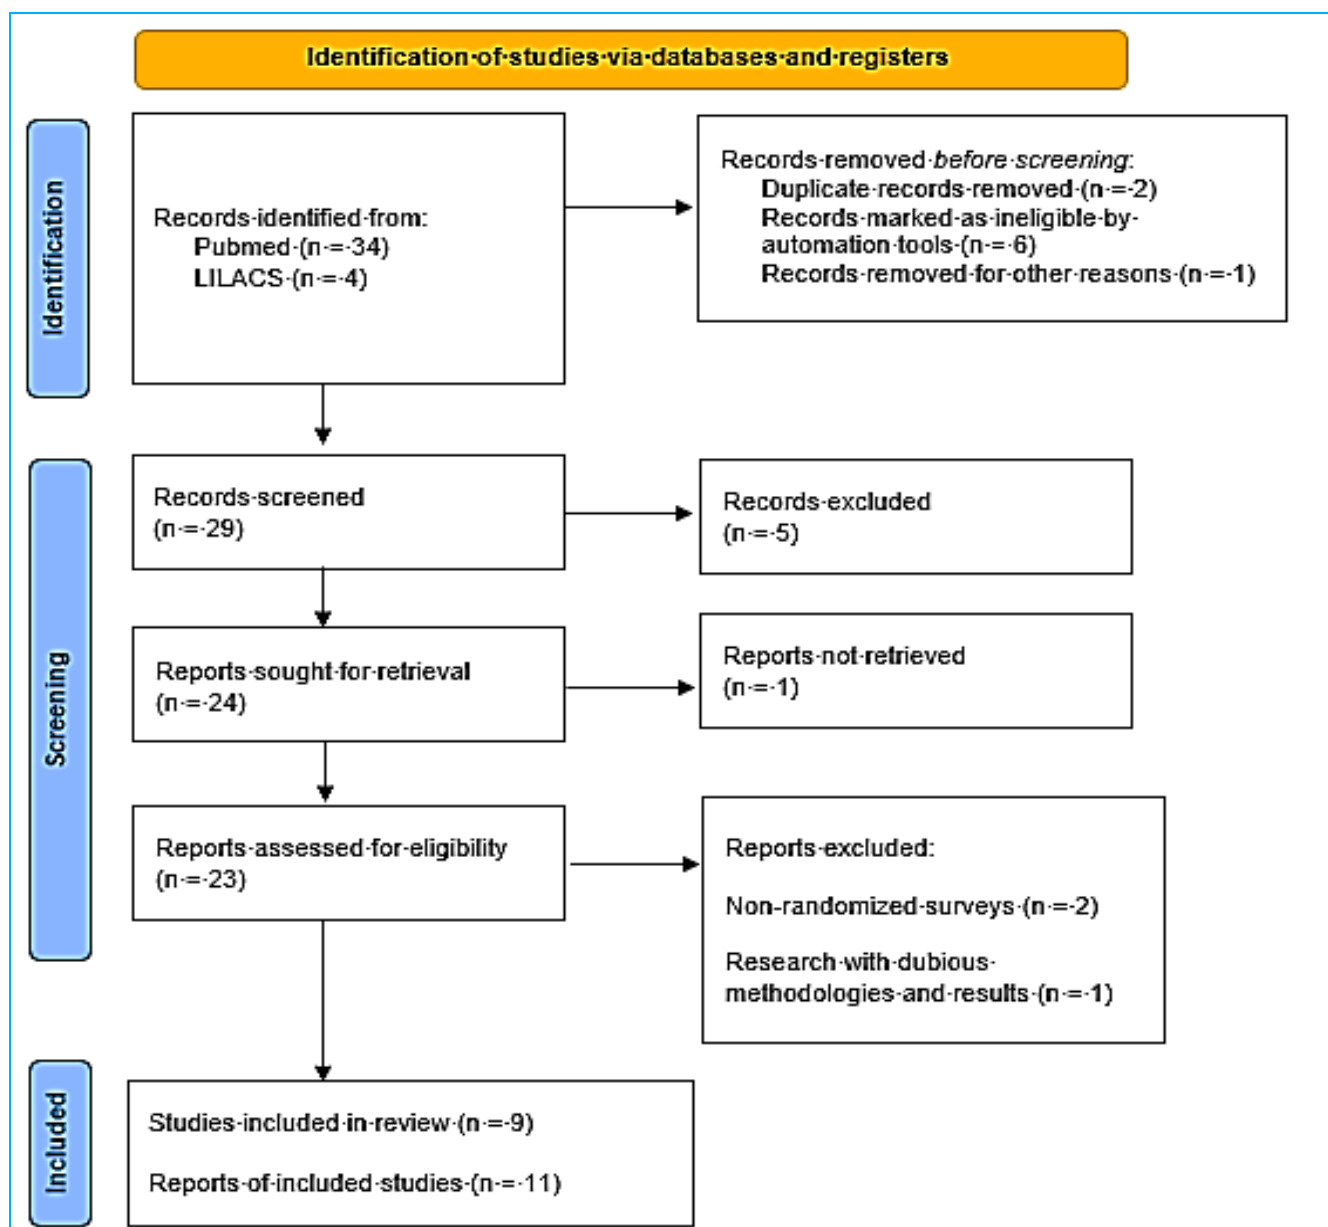 Identification·of·studies·via·databases·and·registers
Identification
Records·identified·from:
Pubmed·(n·=·34)
LILACS·(n·=·4)
Records·removed·before·screening:
Duplicate·records·removed·(n·=·2)
Records·marked·as·ineligible·by·
automation·tools·(n·=·6)
Records·removed·for·other·reasons·(n·=·1)
Screening
Records·screened
(n·=·29)
Records·excluded
(n·=·5)
Reports·sought·for·retrieval
(n·=·24)
Reports·not·retrieved
(n·=·1)
Reports·assessed·for·eligibility
(n·=·23)
Reports·excluded:
Non-randomized·surveys·(n·=·2)
Research·with·dubious·
methodologies·and·results·(n·=·1)
Included
Studies·included·in·review·(n·=·9)
Reports·of·included·studies·(n·=·11)